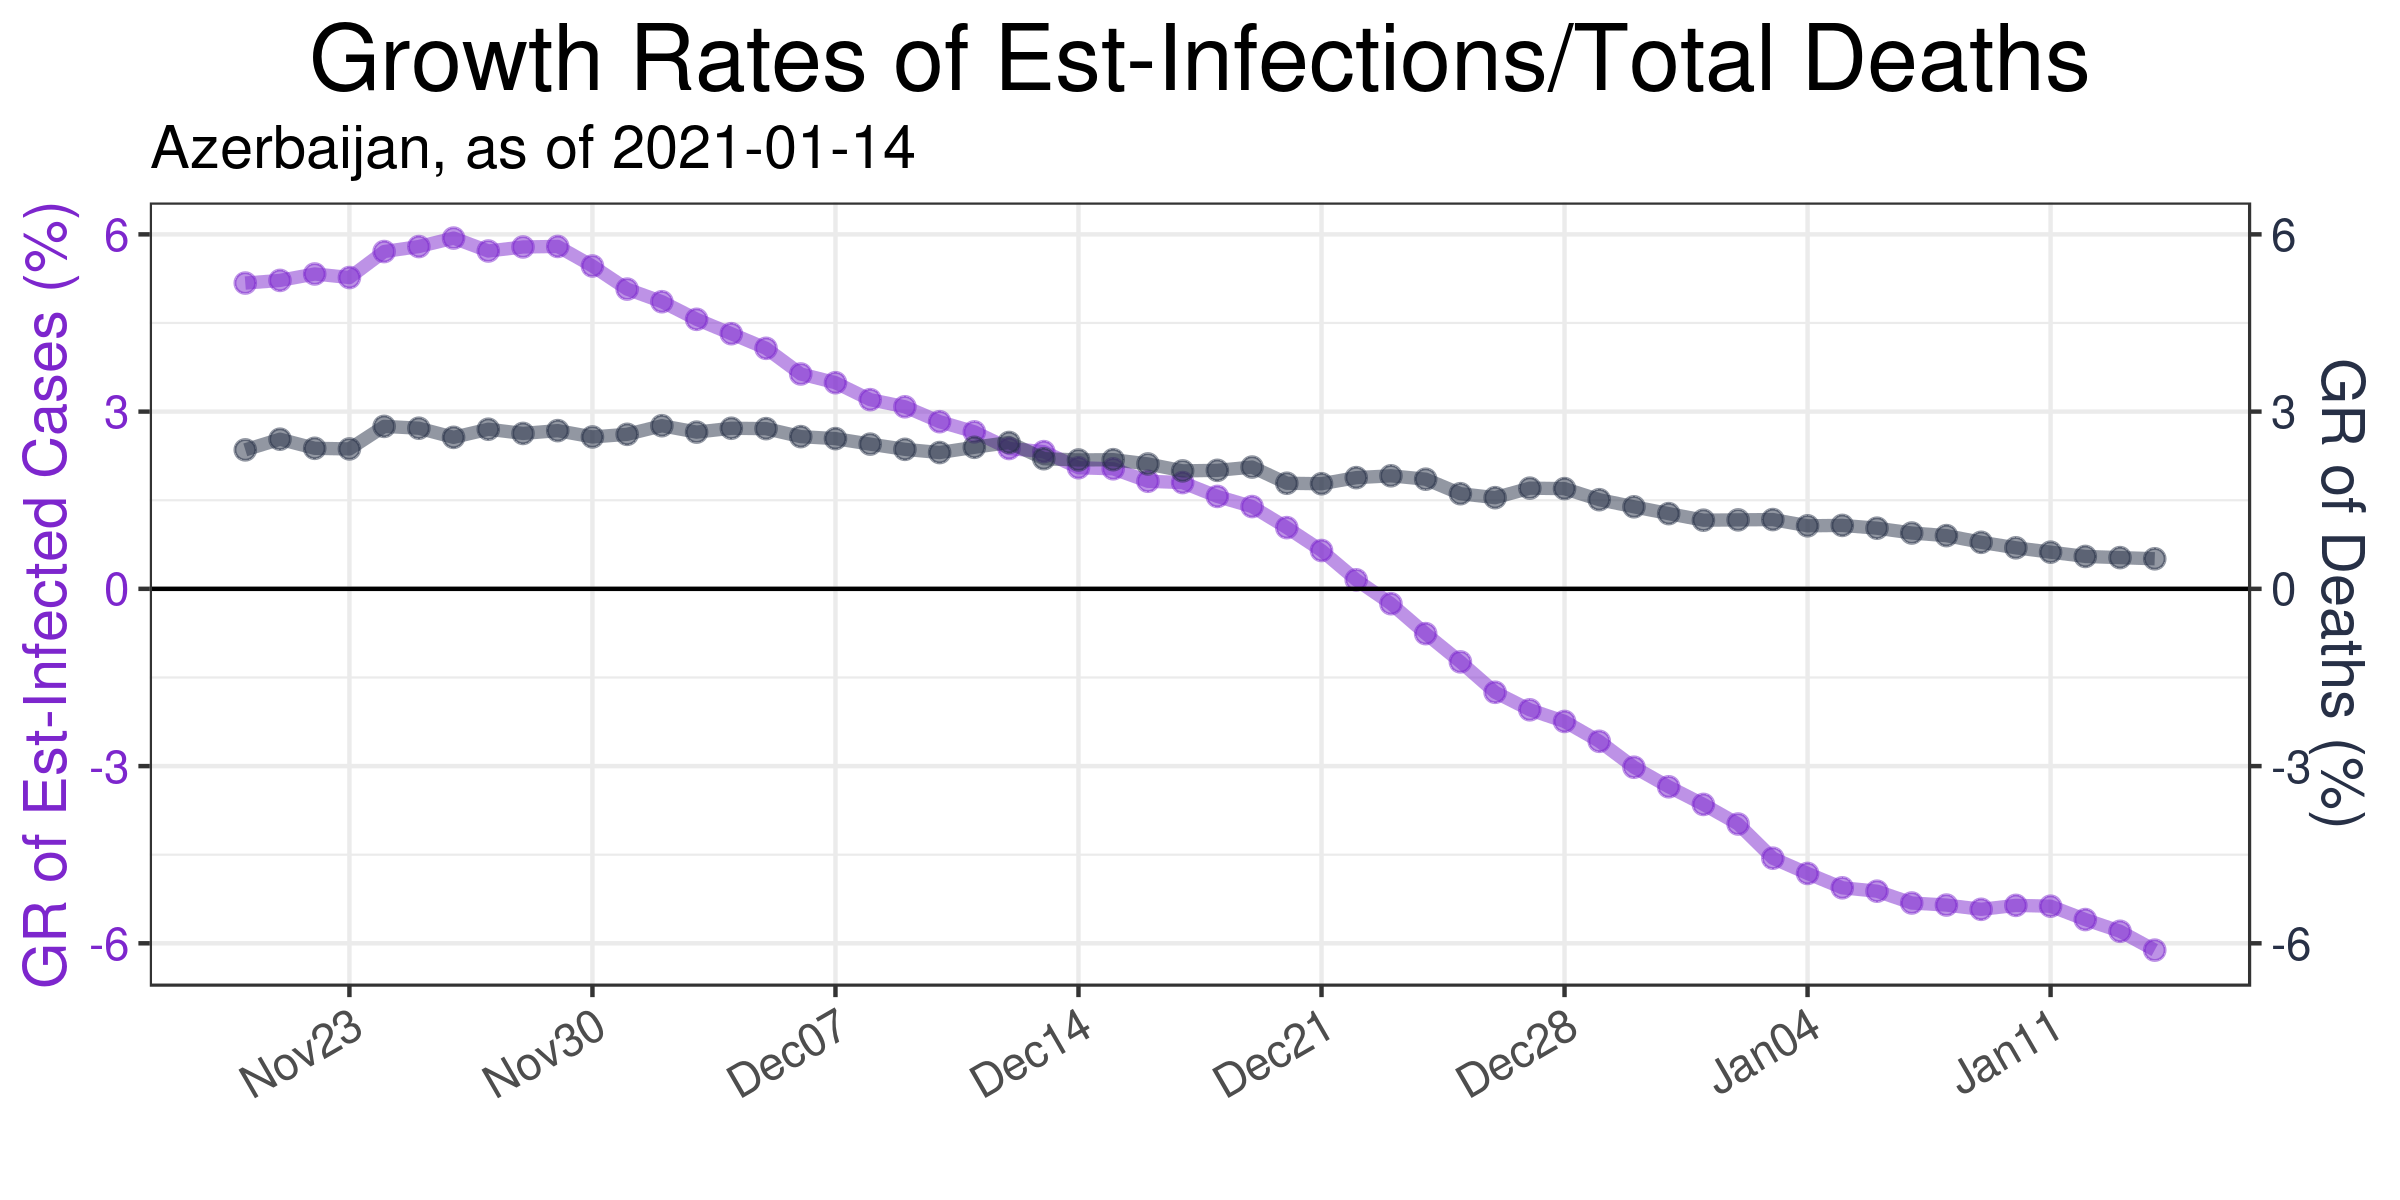 Growth Rates of Est-Infections/Total Deaths
Azerbaijan, as of 2021-01-14
GR of Est-Infected Cases (%)
6
3
0
-3
-6
6
3
0
-3
-6
GR of Deaths (%)
Nov23
Nov30
Dec07
Dec14
Dec21
Dec28
Jan04
Jan11